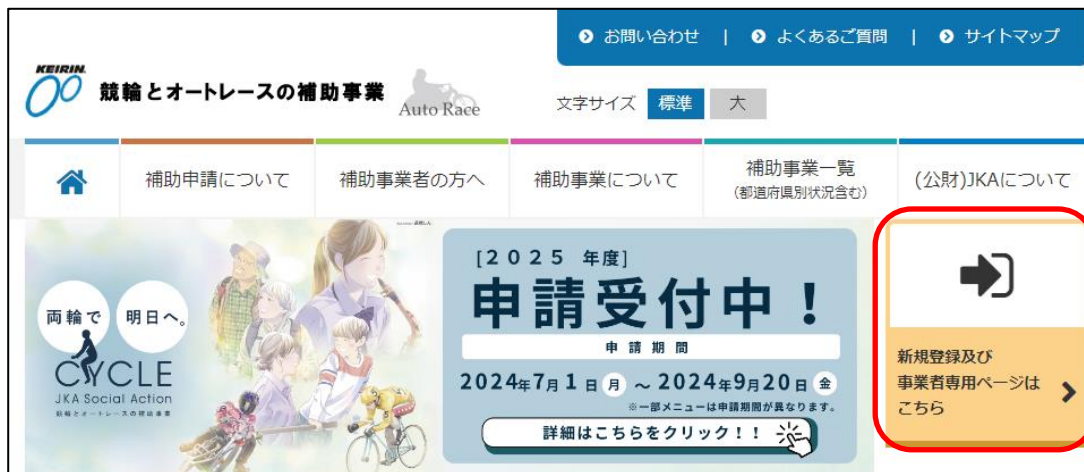 お問い合わせ | よくあるご質問 | サイトマップ
KEIRIN
競輪とオートレースの補助事業
Auto Race
文字サイズ 標準 大
補助申請について
補助事業者の方へ
補助事業について
補助事業一覧
(都道府県別状況含む)
(公財)JKAについて
両輪で 明日へ。
CYCLE
JKA Social Action
競輪とオートレースの補助事業
[2025 年度]
申請受付中！
申請期間
2024年7月1日 月 ～ 2024年9月20日 金
※一部メニューは申請期間が異なります。
詳細はこちらをクリック！！
新規登録及び
事業者専用ページは
こちら